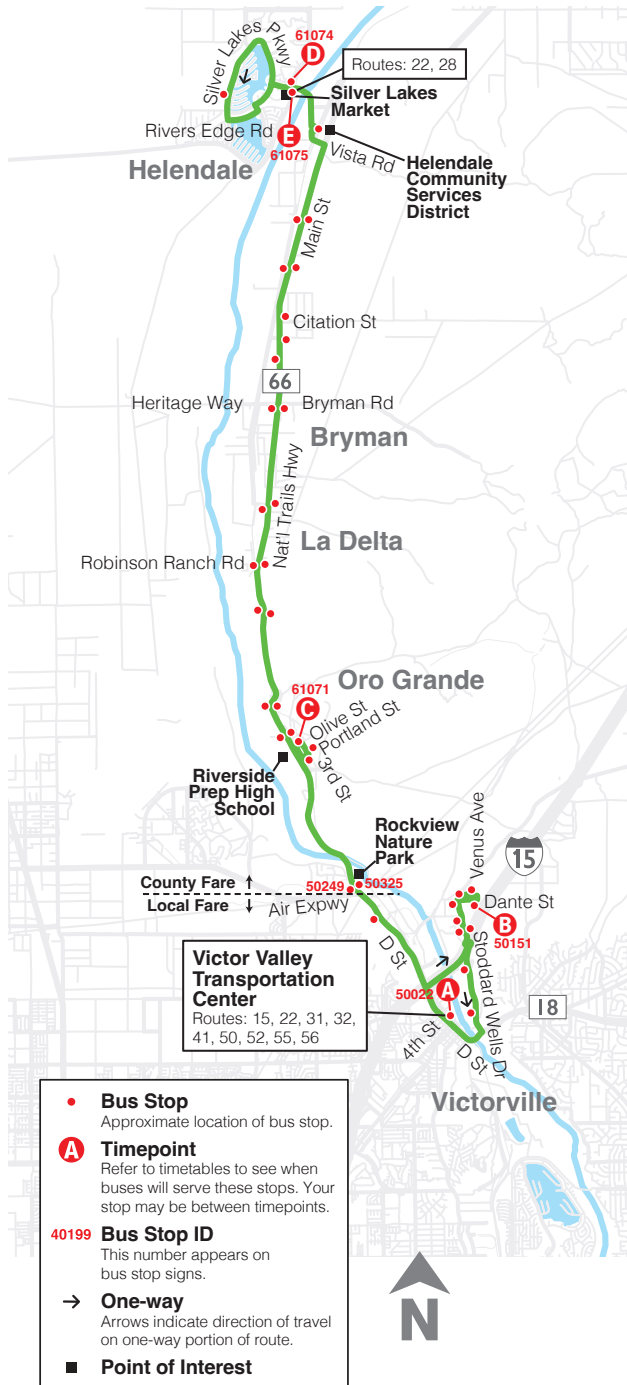 Silver Lakes Pkwy
61074
D
Routes: 22, 28
Silver Lakes
Market
Rivers Edge Rd
E
61075
Vista Rd
Helendale
Helendale
Community
Services
District
Main St
Citation St
66
Heritage Way
Bryman Rd
Bryman
Nat'l Trails Hwy
La Delta
Robinson Ranch Rd
Oro Grande
61071
C
Olive St
Portland St
3rd St
Riverside
Prep High
School
Rockview
Nature
Park
Venus Ave
15
County Fare
50249
50325
Local Fare
Air Expwy
Dante St
B
50151
D St
Stoddard Wells Dr
Victor Valley
Transportation
Center
Routes: 15, 22, 31, 32,
41, 50, 52, 55, 56
50022
A
18
4th St
D St
Victorville
Bus Stop
Approximate location of bus stop.
A
Timepoint
Refer to timetables to see when
buses will serve these stops. Your
stop may be between timepoints.
40199 Bus Stop ID
This number appears on
bus stop signs.
One-way
Arrows indicate direction of travel
on one-way portion of route.
Point of Interest
N